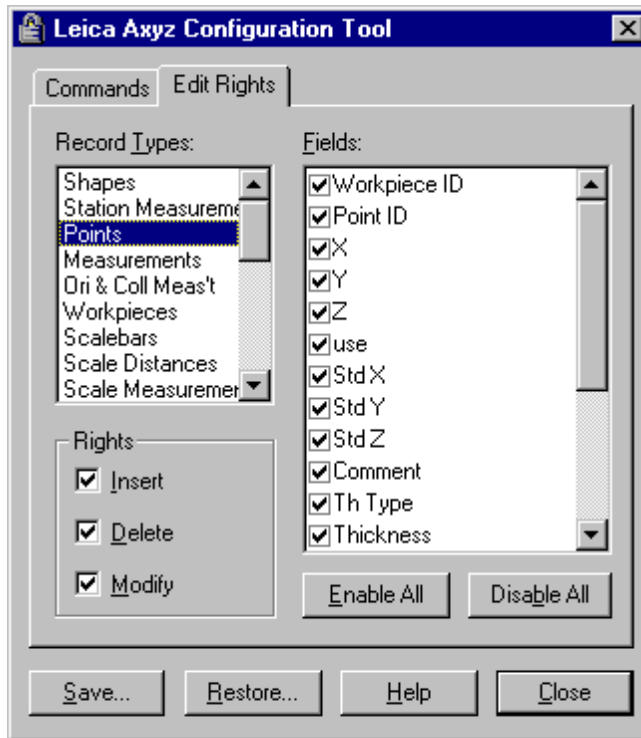 Leica Axyz Configuration Tool
Commands
Edit Rights
Record Types:
Shapes
Station Measureme
Points
Measurements
Ori & Coll Meas't
Workpieces
Scalebars
Scale Distances
Scale Measuremer
Rights
Insert
Delete
Modify
Fields:
Workpiece ID
Point ID
X
Y
Z
use
Std X
Std Y
Std Z
Comment
Th Type
Thickness
Enable All
Disable All
Save...
Restore...
Help
Close